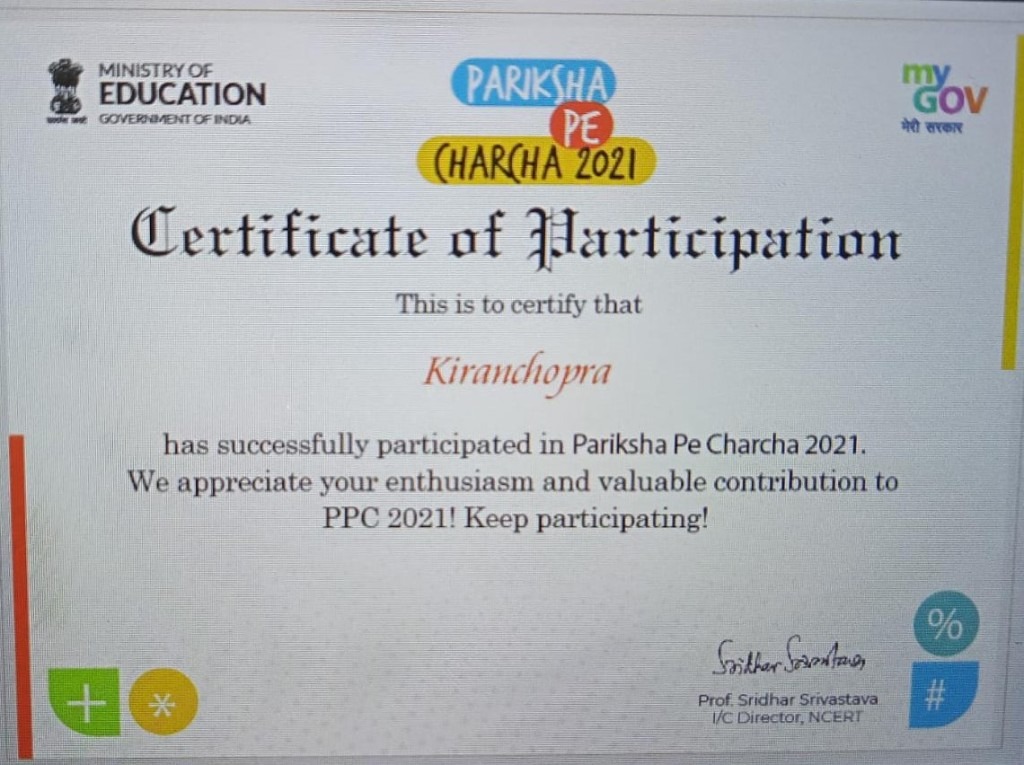 MINISTRY OF
EDUCATION
GOVERNMENT OF INDIA
PARIKSHA
PE
CHARCHA 2021
my
GOV
मेरी सरकार
Certificate of Participation
This is to certify that
Kiranchopra
has successfully participated in Pariksha Pe Charcha 2021.
We appreciate your enthusiasm and valuable contribution to
PPC 2021! Keep participating!
%
+
*
#
Sridhar Srivastava
Prof. Sridhar Srivastava
I/C Director, NCERT